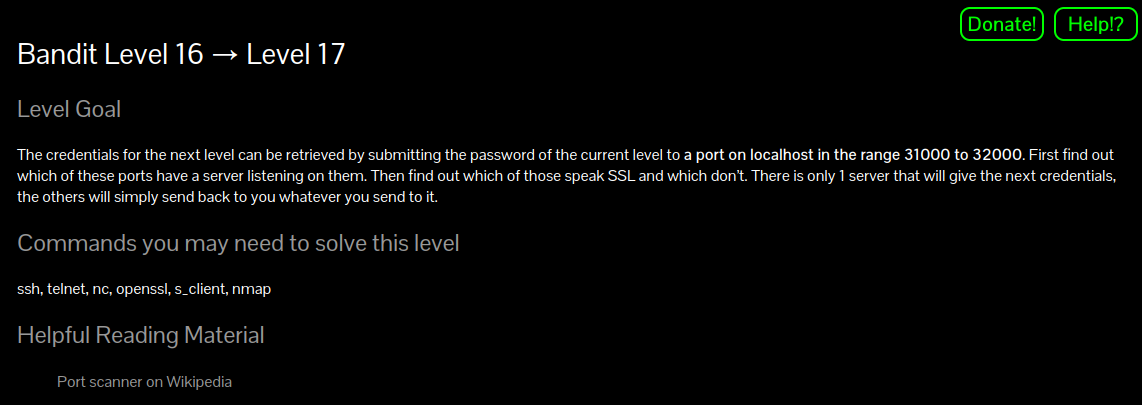 Donate! Help!?
Bandit Level 16 → Level 17
Level Goal
The credentials for the next level can be retrieved by submitting the password of the current level to a port on localhost in the range 31000 to 32000. First find out
which of these ports have a server listening on them. Then find out which of those speak SSL and which don't. There is only 1 server that will give the next credentials,
the others will simply send back to you whatever you send to it.
Commands you may need to solve this level
ssh, telnet, nc, openssl, s_client, nmap
Helpful Reading Material
Port scanner on Wikipedia